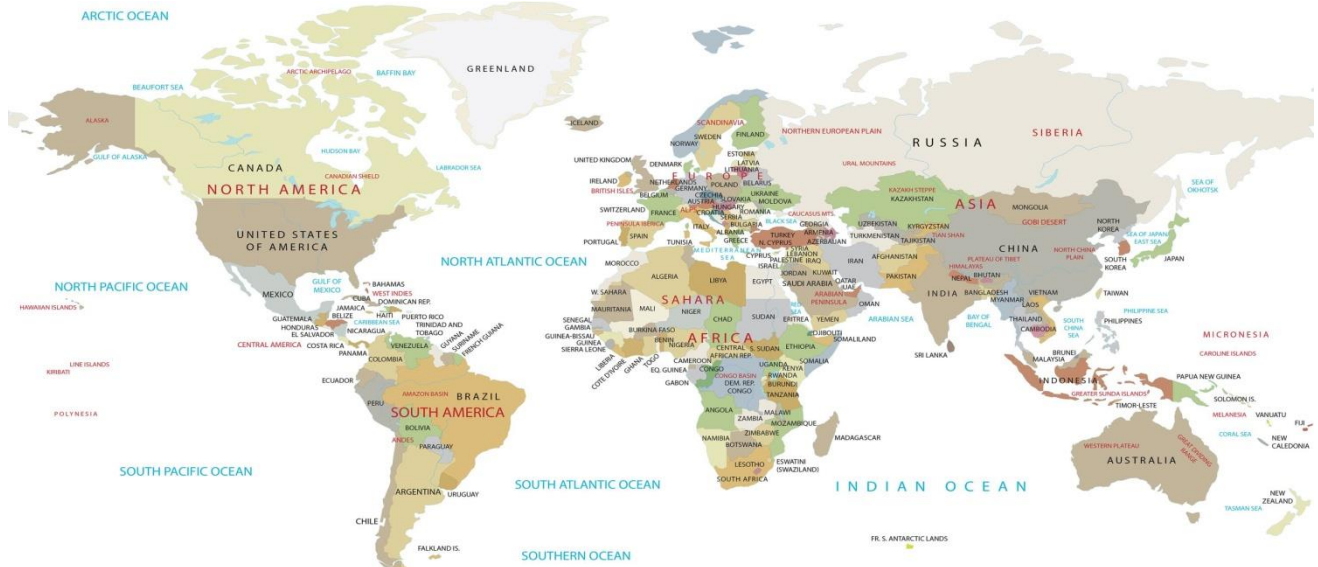 ARCTIC OCEAN
GREENLAND
ARCTIC ARCHIPELAGO
BAFFIN BAY
BEAUFORT SEA
ALASKA
GULF OF ALASKA
HUDSON BAY
LABRADOR SEA
CANADA
CANADIAN SHIELD
NORTH AMERICA
UNITED STATES
OF AMERICA
NORTH ATLANTIC OCEAN
NORTH PACIFIC OCEAN
HAWAIIAN ISLANDS
MEXICO
GULF OF
MEXICO
BAHAMAS
WEST INDIES
CUBA
DOMINICAN REP.
JAMAICA
HAITI
PUERTO RICO
BELIZE
GUATEMALA
HONDURAS
EL SALVADOR
CARIBBEAN SEA
NICARAGUA
TRINIDAD AND
TOBAGO
CENTRAL AMERICA
COSTA RICA
PANAMA
VENEZUELA
GUYANA
SURINAME
FRENCH GUIANA
COLOMBIA
LINE ISLANDS
KIRIBATI
POLYNESIA
ECUADOR
PERU
AMAZON BASIN
BRAZIL
SOUTH AMERICA
BOLIVIA
ANDES
PARAGUAY
SOUTH PACIFIC OCEAN
SOUTH ATLANTIC OCEAN
ARGENTINA
URUGUAY
CHILE
FALKLAND IS.
SOUTHERN OCEAN
ICELAND
SCANDINAVIA
NORWAY
SWEDEN
FINLAND
NORTHERN EUROPEAN PLAIN
RUSSIA
SIBERIA
URAL MOUNTAINS
SEA OF
OKHOTSK
ESTONIA
LATVIA
LITHUANIA
UNITED KINGDOM
DENMARK
EUROPE
IRELAND
NETHERLANDS
BRITISH ISLES
GERMANY
POLAND
BELARUS
BELGIUM
CZECHIA
UKRAINE
SLOVAKIA
MOLDOVA
AUSTRIA
HUNGARY
SWITZERLAND
FRANCE
CROATIA
ROMANIA
SERBIA
PENINSULA IBERICA
ITALY
BULGARIA
BLACK SEA
CAUCASUS MTS.
GEORGIA
ARMENIA
AZERBAIJAN
PORTUGAL
SPAIN
ALBANIA
GREECE
TURKEY
N. CYPRUS
TUNISIA
MEDITERRANEAN
SEA
CYPRUS
SYRIA
LEBANON
PALESTINE
IRAQ
ISRAEL
JORDAN
KUWAIT
IRAN
QATAR
UAE
SAUDI ARABIA
ARABIAN
PENINSULA
OMAN
YEMEN
ARABIAN SEA
KAZAKH STEPPE
KAZAKHSTAN
ASIA
UZBEKISTAN
KYRGYZSTAN
TURKMENISTAN
TAJIKISTAN
TIAN SHAN
AFGHANISTAN
PAKISTAN
MONGOLIA
GOBI DESERT
CHINA
NORTH CHINA
PLAIN
PLATEAU OF TIBET
HIMALAYAS
NEPAL
BHUTAN
INDIA
BANGLADESH
MYANMAR
VIETNAM
LAOS
THAILAND
CAMBODIA
BAY OF
BENGAL
SOUTH
CHINA
SEA
SRI LANKA
NORTH
KOREA
SOUTH
KOREA
SEA OF JAPAN
EAST SEA
JAPAN
TAIWAN
PHILIPPINE SEA
PHILIPPINES
MICRONESIA
CAROLINE ISLANDS
BRUNEI
MALAYSIA
INDONESIA
GREATER SUNDA ISLANDS
TIMOR-LESTE
PAPUA NEW GUINEA
SOLOMON IS.
MELANESIA
VANUATU
FIJI
CORAL SEA
NEW
CALEDONIA
WESTERN PLATEAU
GREAT DIVIDING
RANGE
AUSTRALIA
TASMAN SEA
NEW
ZEALAND
MOROCCO
ALGERIA
LIBYA
EGYPT
W. SAHARA
SAHARA
MAURITANIA
MALI
NIGER
CHAD
SUDAN
ERITREA
SENEGAL
GAMBIA
GUINEA-BISSAU
GUINEA
SIERRA LEONE
BURKINA FASO
BENIN
NIGERIA
AFRICA
DJIBOUTI
SOMALILAND
ETHIOPIA
SOMALIA
LIBERIA
COTE D'IVOIRE
GHANA
TOGO
CAMEROON
CENTRAL
AFRICAN REP.
S. SUDAN
EQ. GUINEA
GABON
CONGO
CONGO BASIN
DEM. REP.
CONGO
UGANDA
KENYA
RWANDA
BURUNDI
TANZANIA
ANGOLA
ZAMBIA
MALAWI
MOZAMBIQUE
ZIMBABWE
NAMIBIA
BOTSWANA
MADAGASCAR
LESOTHO
ESWATINI
(SWAZILAND)
SOUTH AFRICA
INDIAN OCEAN
FR. S. ANTARCTIC LANDS